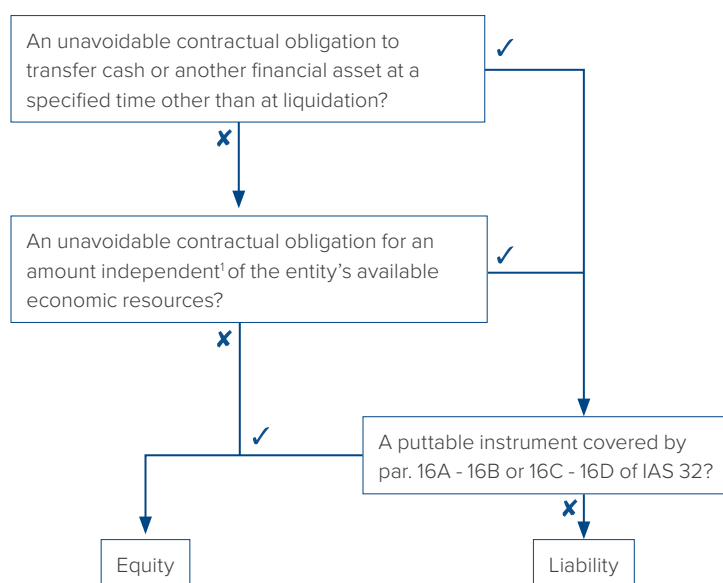 An unavoidable contractual obligation to
transfer cash or another financial asset at a
specified time other than at liquidation?
✓
✘
An unavoidable contractual obligation for an
amount independent¹ of the entity’s available
economic resources?
✓
✘
✓
A puttable instrument covered by
par. 16A - 16B or 16C - 16D of IAS 32?
✘
Equity
Liability